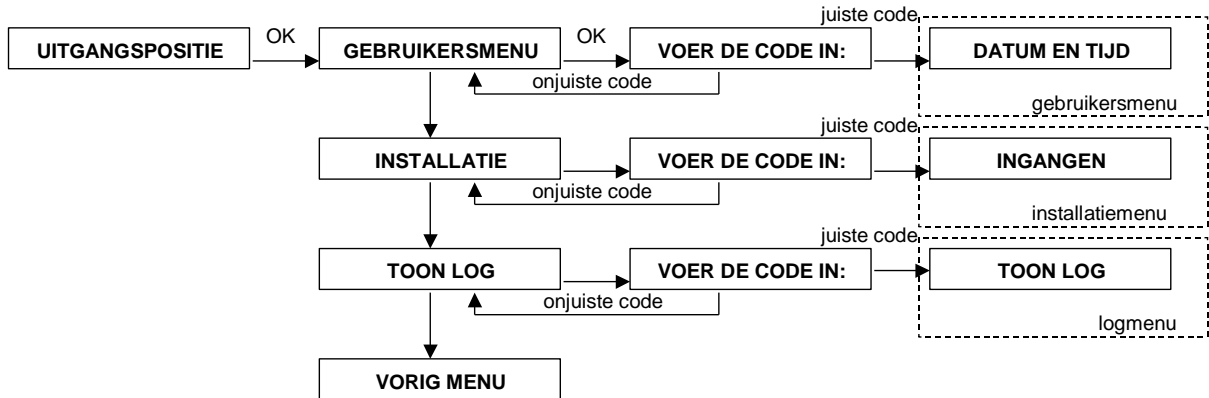 juiste code
OK
OK
UITGANGSPOSITIE
GEBRUIKERSMENU
VOER DE CODE IN:
DATUM EN TIJD
onjuiste code
gebruikersmenu
juiste code
INSTALLATIE
VOER DE CODE IN:
INGANGEN
onjuiste code
installatiemenu
juiste code
TOON LOG
VOER DE CODE IN:
TOON LOG
onjuiste code
logmenu
VORIG MENU